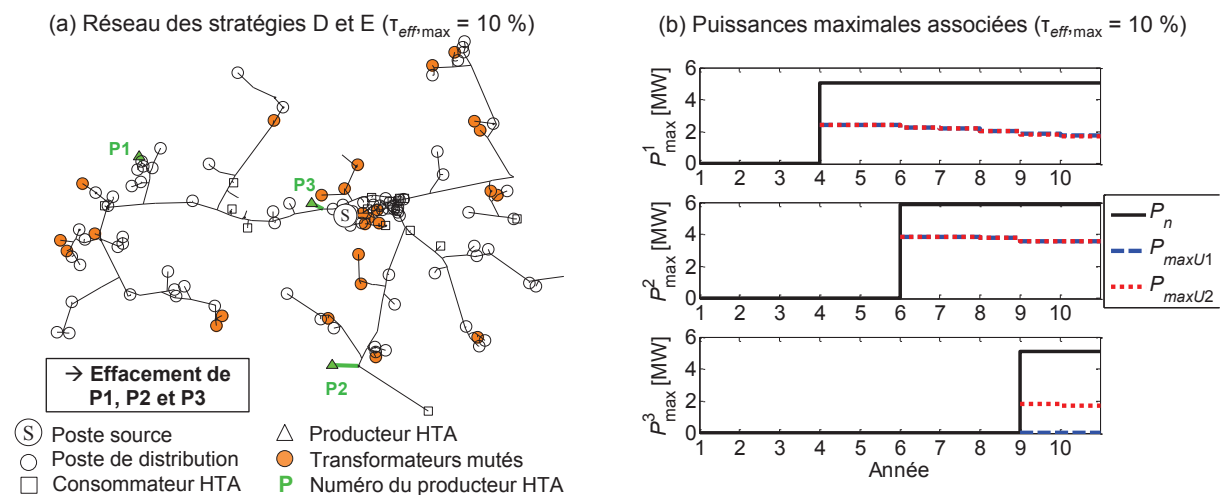 (a) Réseau des stratégies D et E (τeff,max = 10 %)
P1
P3
S
P2
→ Effacement de
P1, P2 et P3
S Poste source
Poste de distribution
Consommateur HTA
Producteur HTA
Transformateurs mutés
P Numéro du producteur HTA
(b) Puissances maximales associées (τeff,max = 10 %)
P1max [MW]
6
4
2
0
1 2 3 4 5 6 7 8 9 10
P2max [MW]
6
4
2
0
1 2 3 4 5 6 7 8 9 10
P3max [MW]
6
4
2
0
1 2 3 4 5 6 7 8 9 10
Année
Pn
PmaxU1
PmaxU2